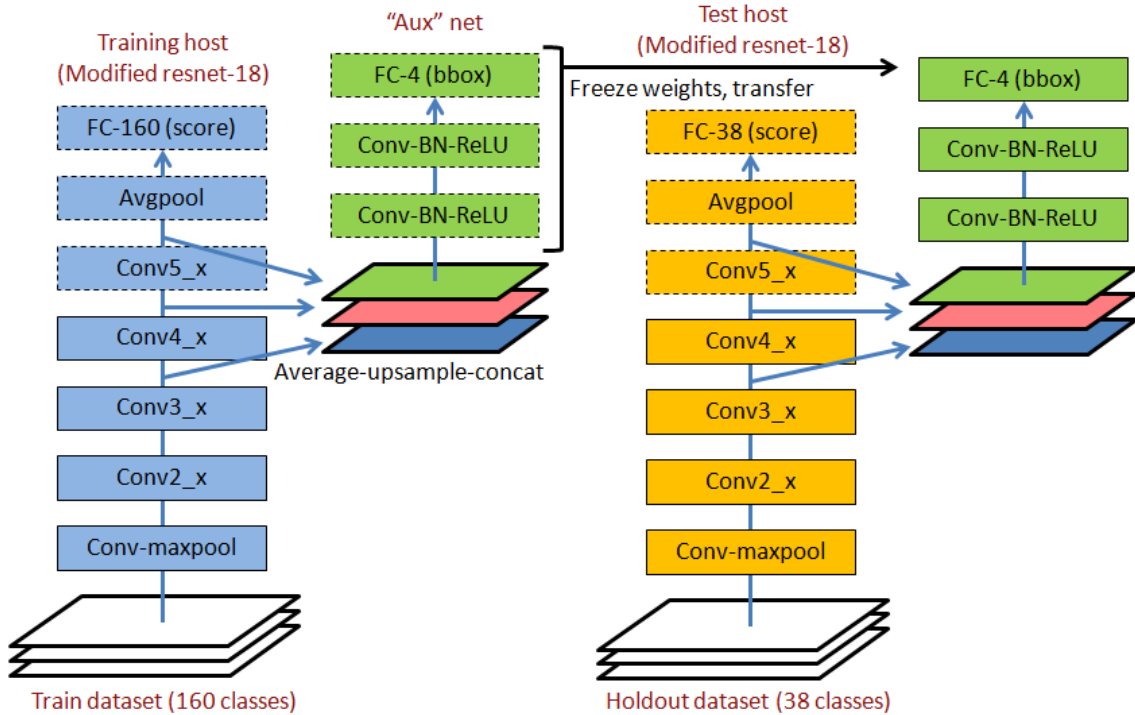 Training host
(Modified resnet-18)
FC-160 (score)
Avgpool
Conv5_x
Conv4_x
Conv3_x
Conv2_x
Conv-maxpool
Train dataset (160 classes)
“Aux” net
FC-4 (bbox)
Conv-BN-ReLU
Conv-BN-ReLU
Average-upsample-concat
Freeze weights, transfer
Test host
(Modified resnet-18)
FC-38 (score)
Avgpool
Conv5_x
Conv4_x
Conv3_x
Conv2_x
Conv-maxpool
Holdout dataset (38 classes)
FC-4 (bbox)
Conv-BN-ReLU
Conv-BN-ReLU